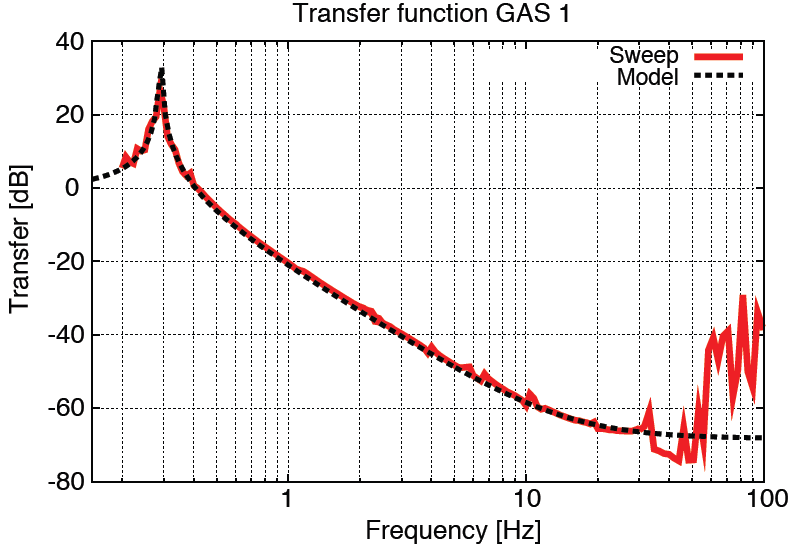 Transfer function GAS 1
Sweep
Model
Transfer [dB]
40
20
0
-20
-40
-60
-80
1
10
100
Frequency [Hz]